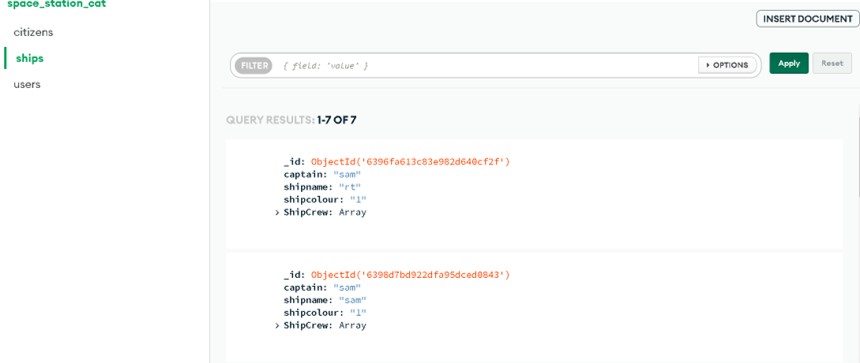 space_station_cat
citizens
ships
users
INSERT DOCUMENT
FILTER { field: 'value' }
OPTIONS
Apply
Reset
QUERY RESULTS: 1-7 OF 7
_id: ObjectId('6396fa613c83e982d640cf2f')
captain: "sam"
shipname: "rt"
shipcolour: "1"
> ShipCrew: Array
_id: ObjectId('6398d7bd922dfa95dced0843')
captain: "sam"
shipname: "sam"
shipcolour: "1"
> ShipCrew: Array